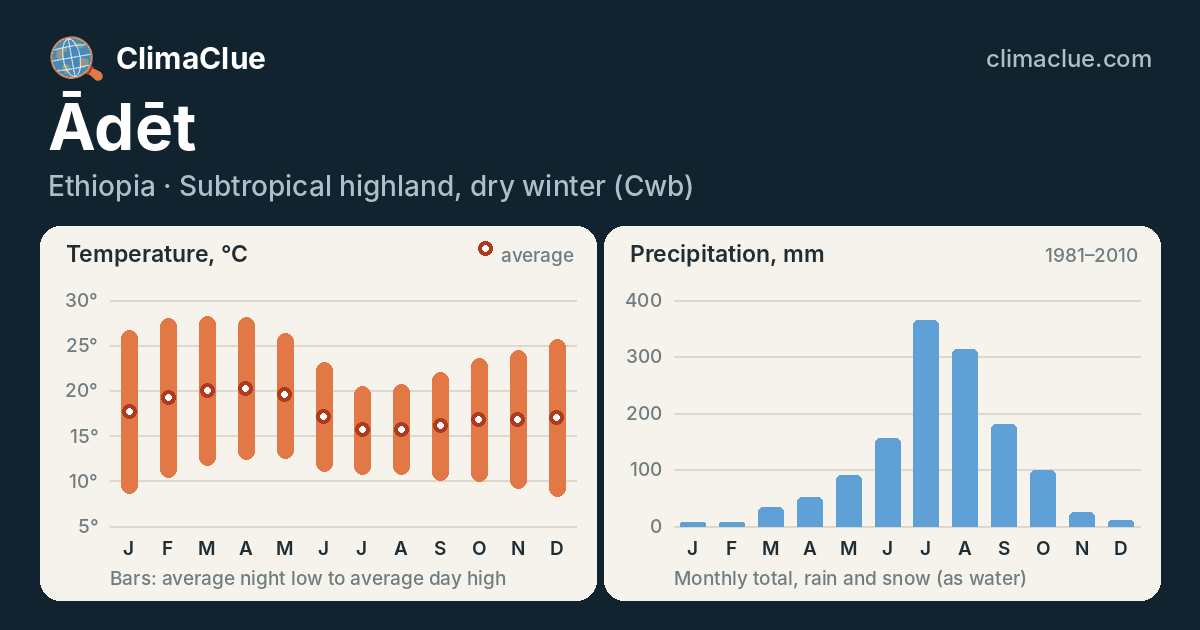 ClimaClue
climaclue.com
Ādēt
Ethiopia · Subtropical highland, dry winter (Cwb)
Temperature, °C
average
30°
25°
20°
15°
10°
5°
J F M A M J J A S O N D
Bars: average night low to average day high
Precipitation, mm
1981–2010
400
300
200
100
0
J F M A M J J A S O N D
Monthly total, rain and snow (as water)